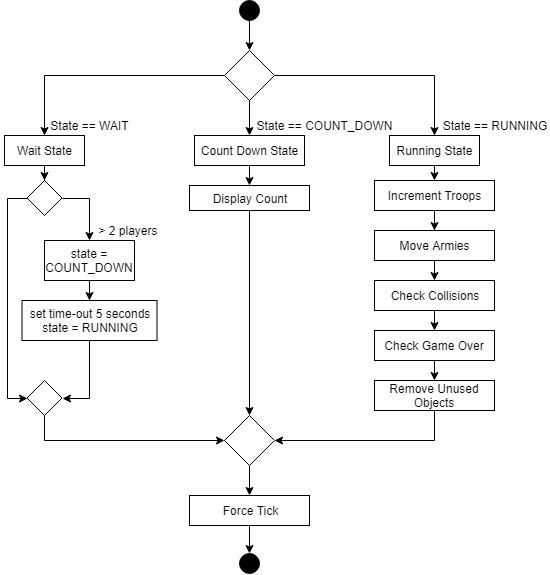 State == WAIT
State == COUNT_DOWN
State == RUNNING
Wait State
Count Down State
Running State
Display Count
Increment Troops
> 2 players
state =
COUNT_DOWN
Move Armies
set time-out 5 seconds
state = RUNNING
Check Collisions
Check Game Over
Remove Unused
Objects
Force Tick